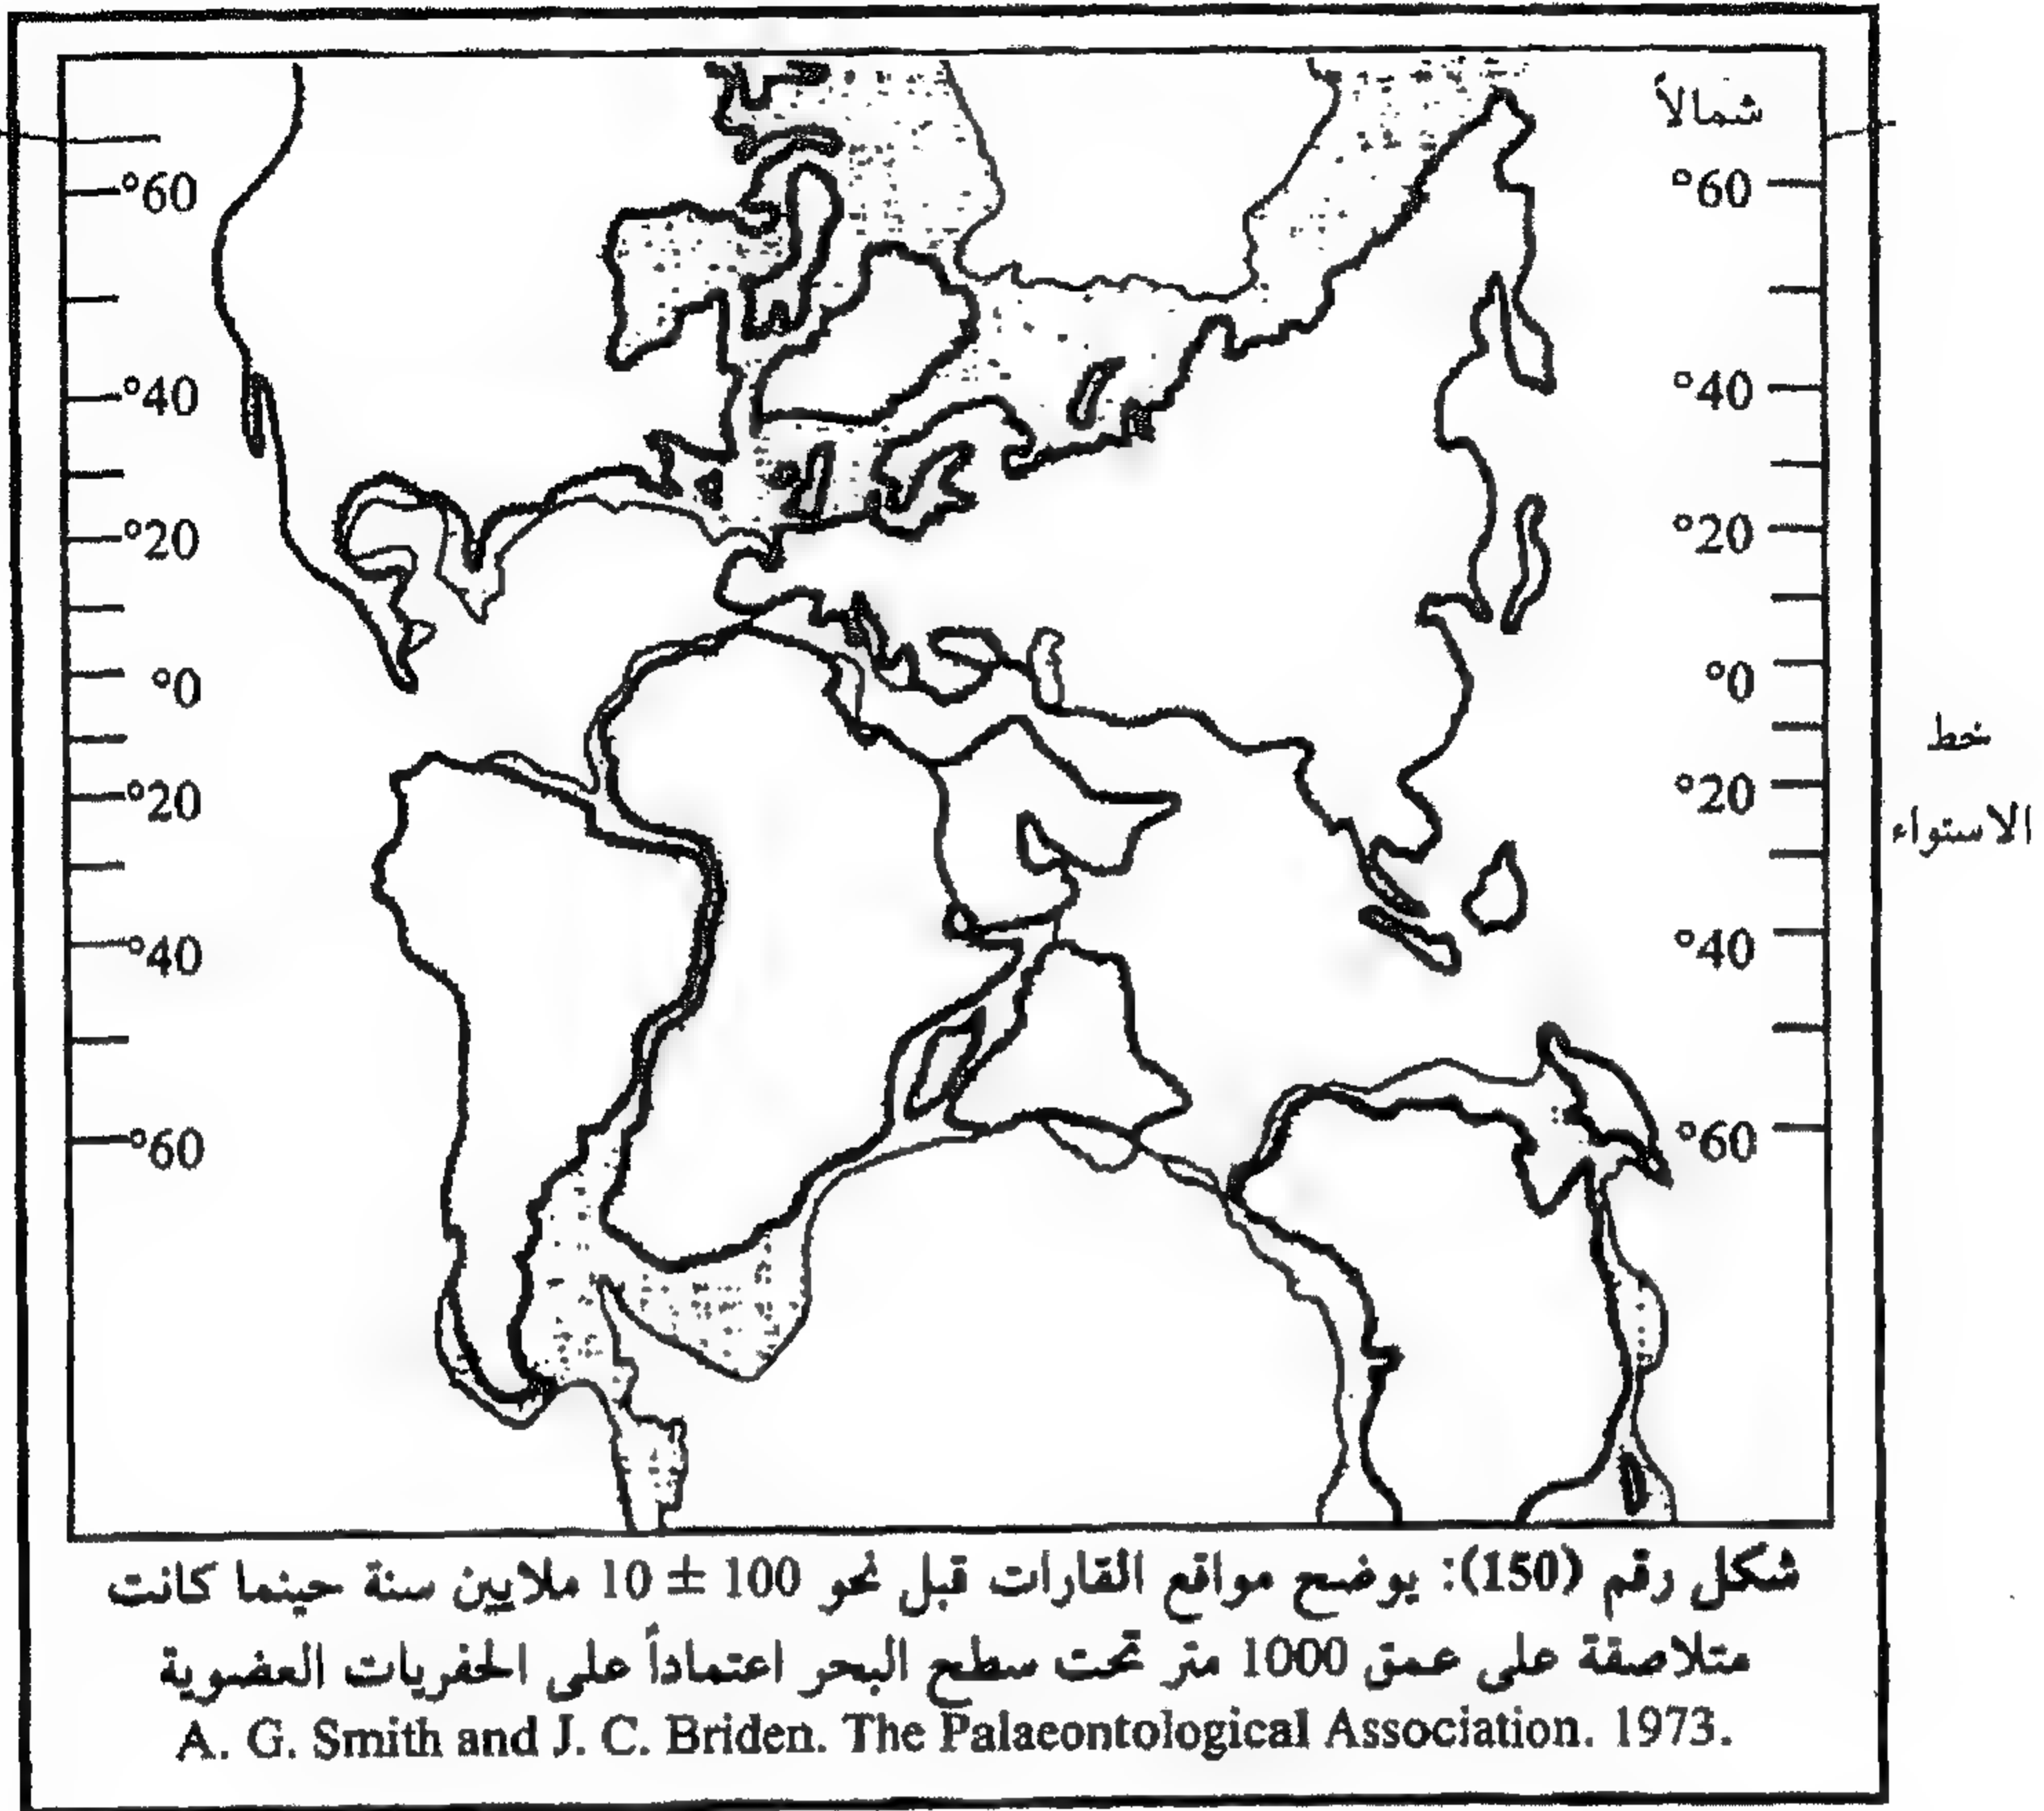 شمالاً
°60 °60
°40 °40
°20 °20
°0 °0
خط
الاستواء
°20 °20
°40 °40
°60 °60
شكل رقم (150): يوضح مواقع القارات قبل نحو 100 ± 10 ملايين سنة حينما كانت
متلاصقة على عمق 1000 متر تحت سطح البحر اعتماداً على الحفريات العضوية
A. G. Smith and J. C. Briden. The Palaeontological Association. 1973.